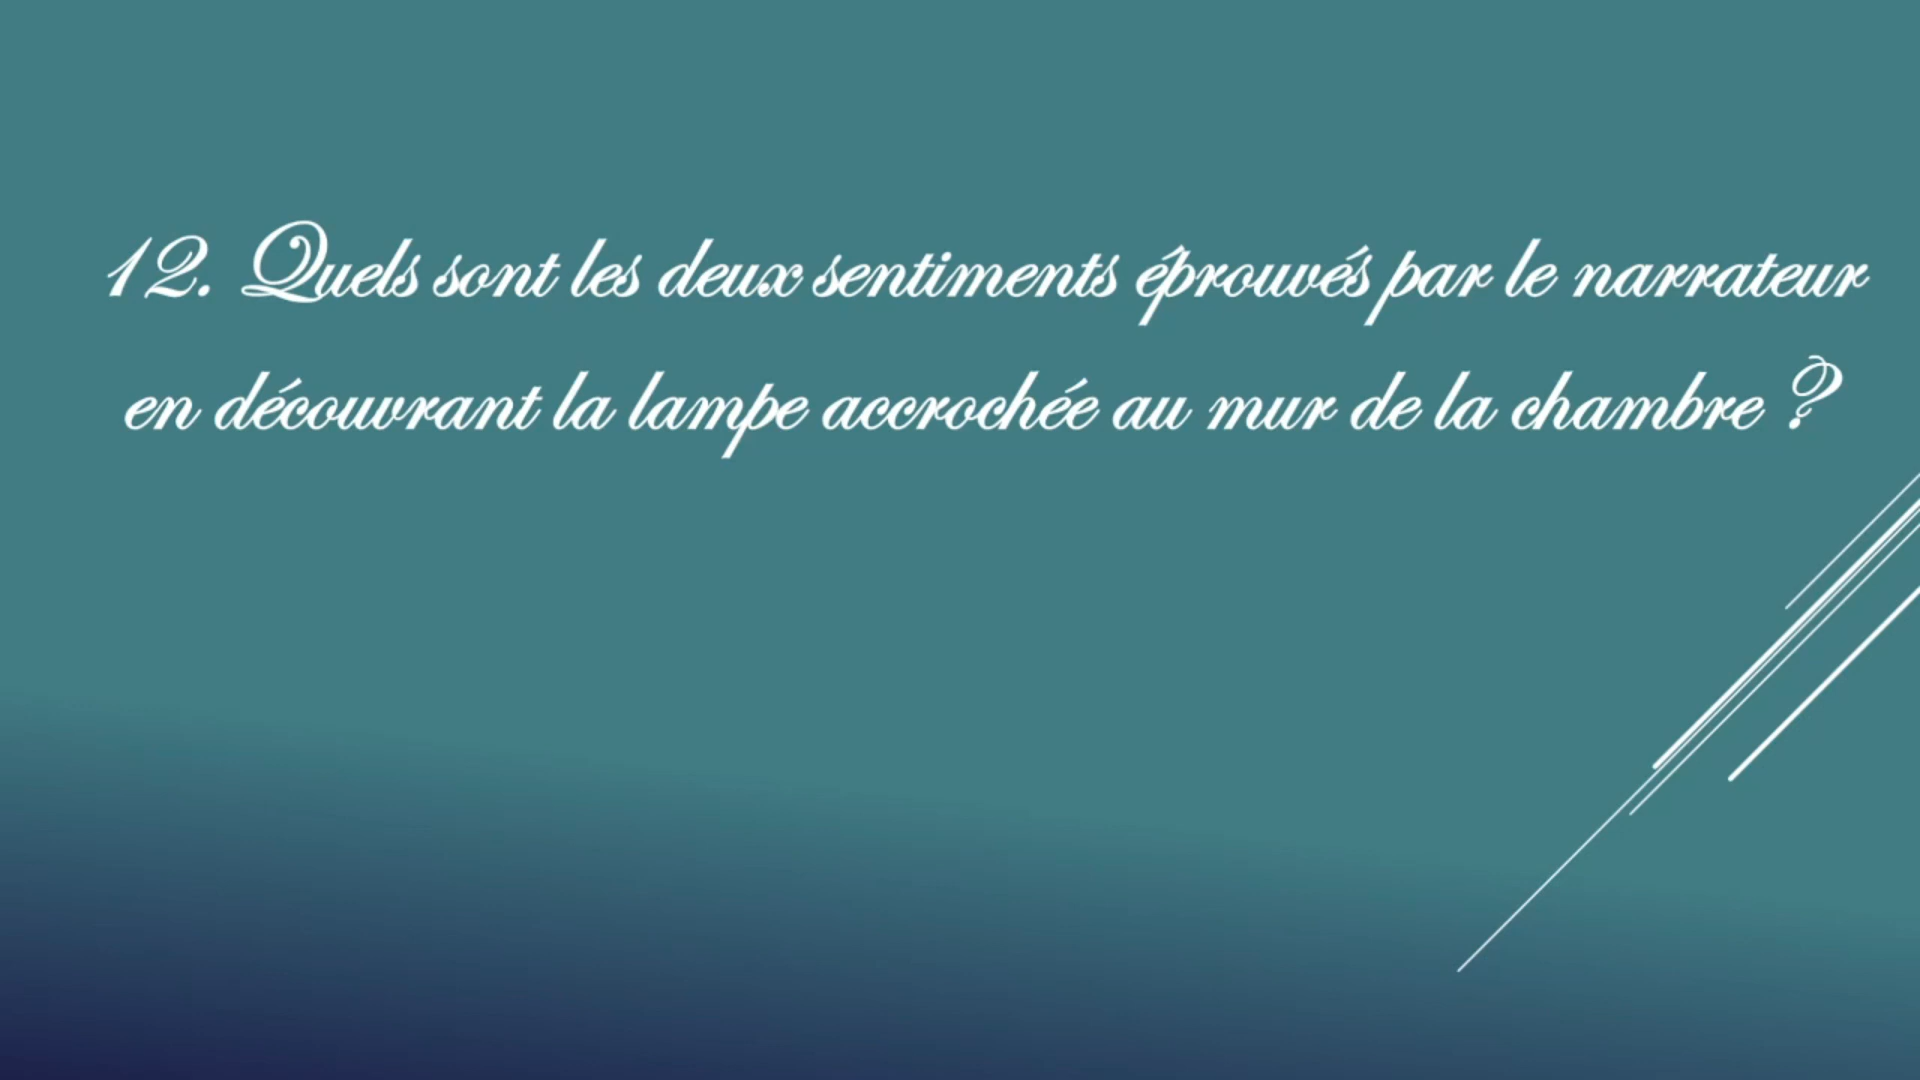 12. Quels sont les deux sentiments éprouvés par le narrateur
en découvrant la lampe accrochée au mur de la chambre ?